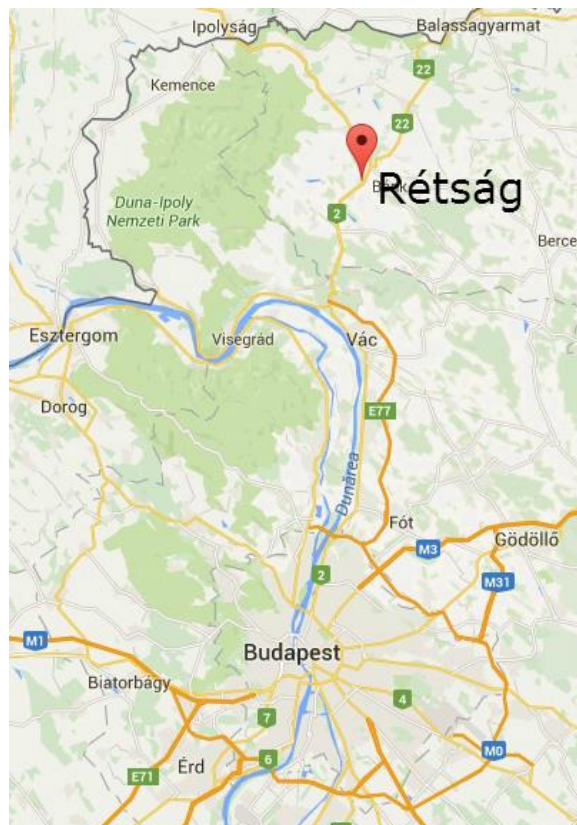 Ipolyság
Balassagyarmat
22
Kemence
22
Rétság
Duna-Ipoly
Nemzeti Park
2
Berce
Esztergom
Visegrád
Vác
Dorog
E77
Dunărea
Fót
M3
Gödöllő
2
M31
M1
Budapest
Biatorbágy
4
7
M0
6
Érd
E71